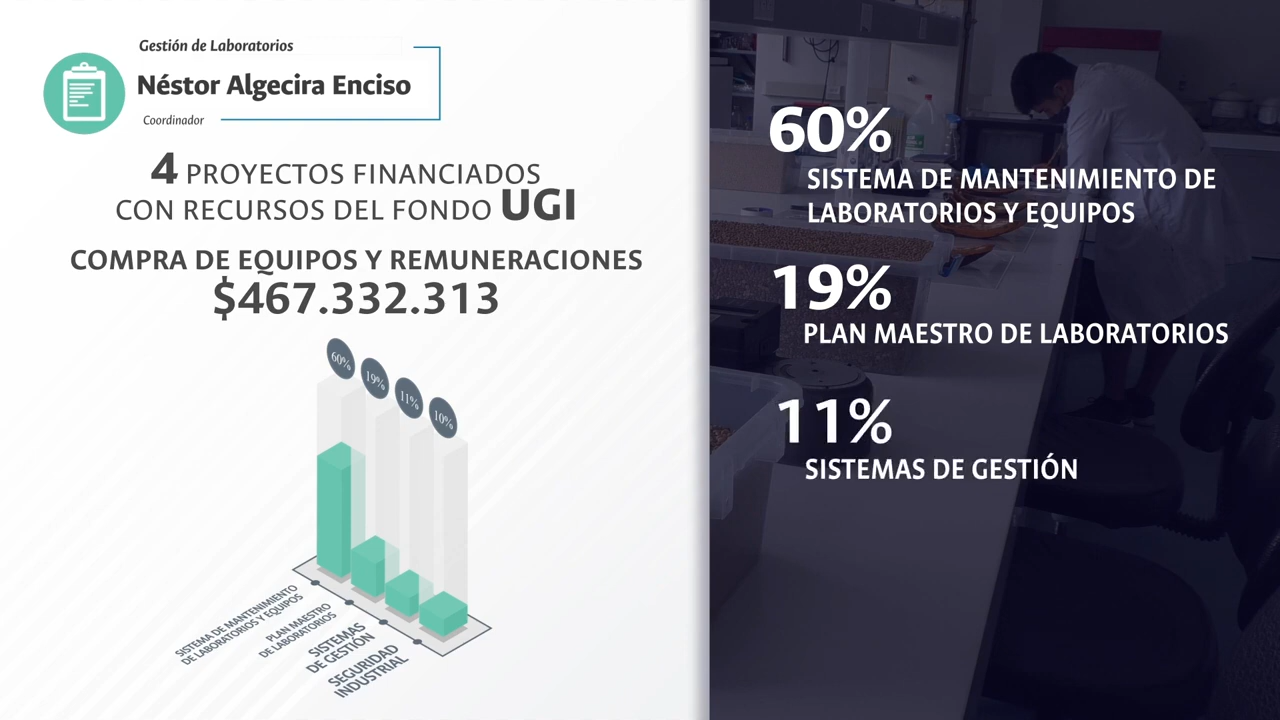 Gestión de Laboratorios
Néstor Algecira Enciso
Coordinador
4 PROYECTOS FINANCIADOS
CON RECURSOS DEL FONDO UGI
COMPRA DE EQUIPOS Y REMUNERACIONES
$467.332.313
60%
19%
11%
10%
SISTEMA DE MANTENIMIENTO
DE LABORATORIOS Y EQUIPOS
PLAN MAESTRO
DE LABORATORIOS
SISTEMAS
DE GESTIÓN
SEGURIDAD
INDUSTRIAL
60%
SISTEMA DE MANTENIMIENTO DE
LABORATORIOS Y EQUIPOS
19%
PLAN MAESTRO DE LABORATORIOS
11%
SISTEMAS DE GESTIÓN